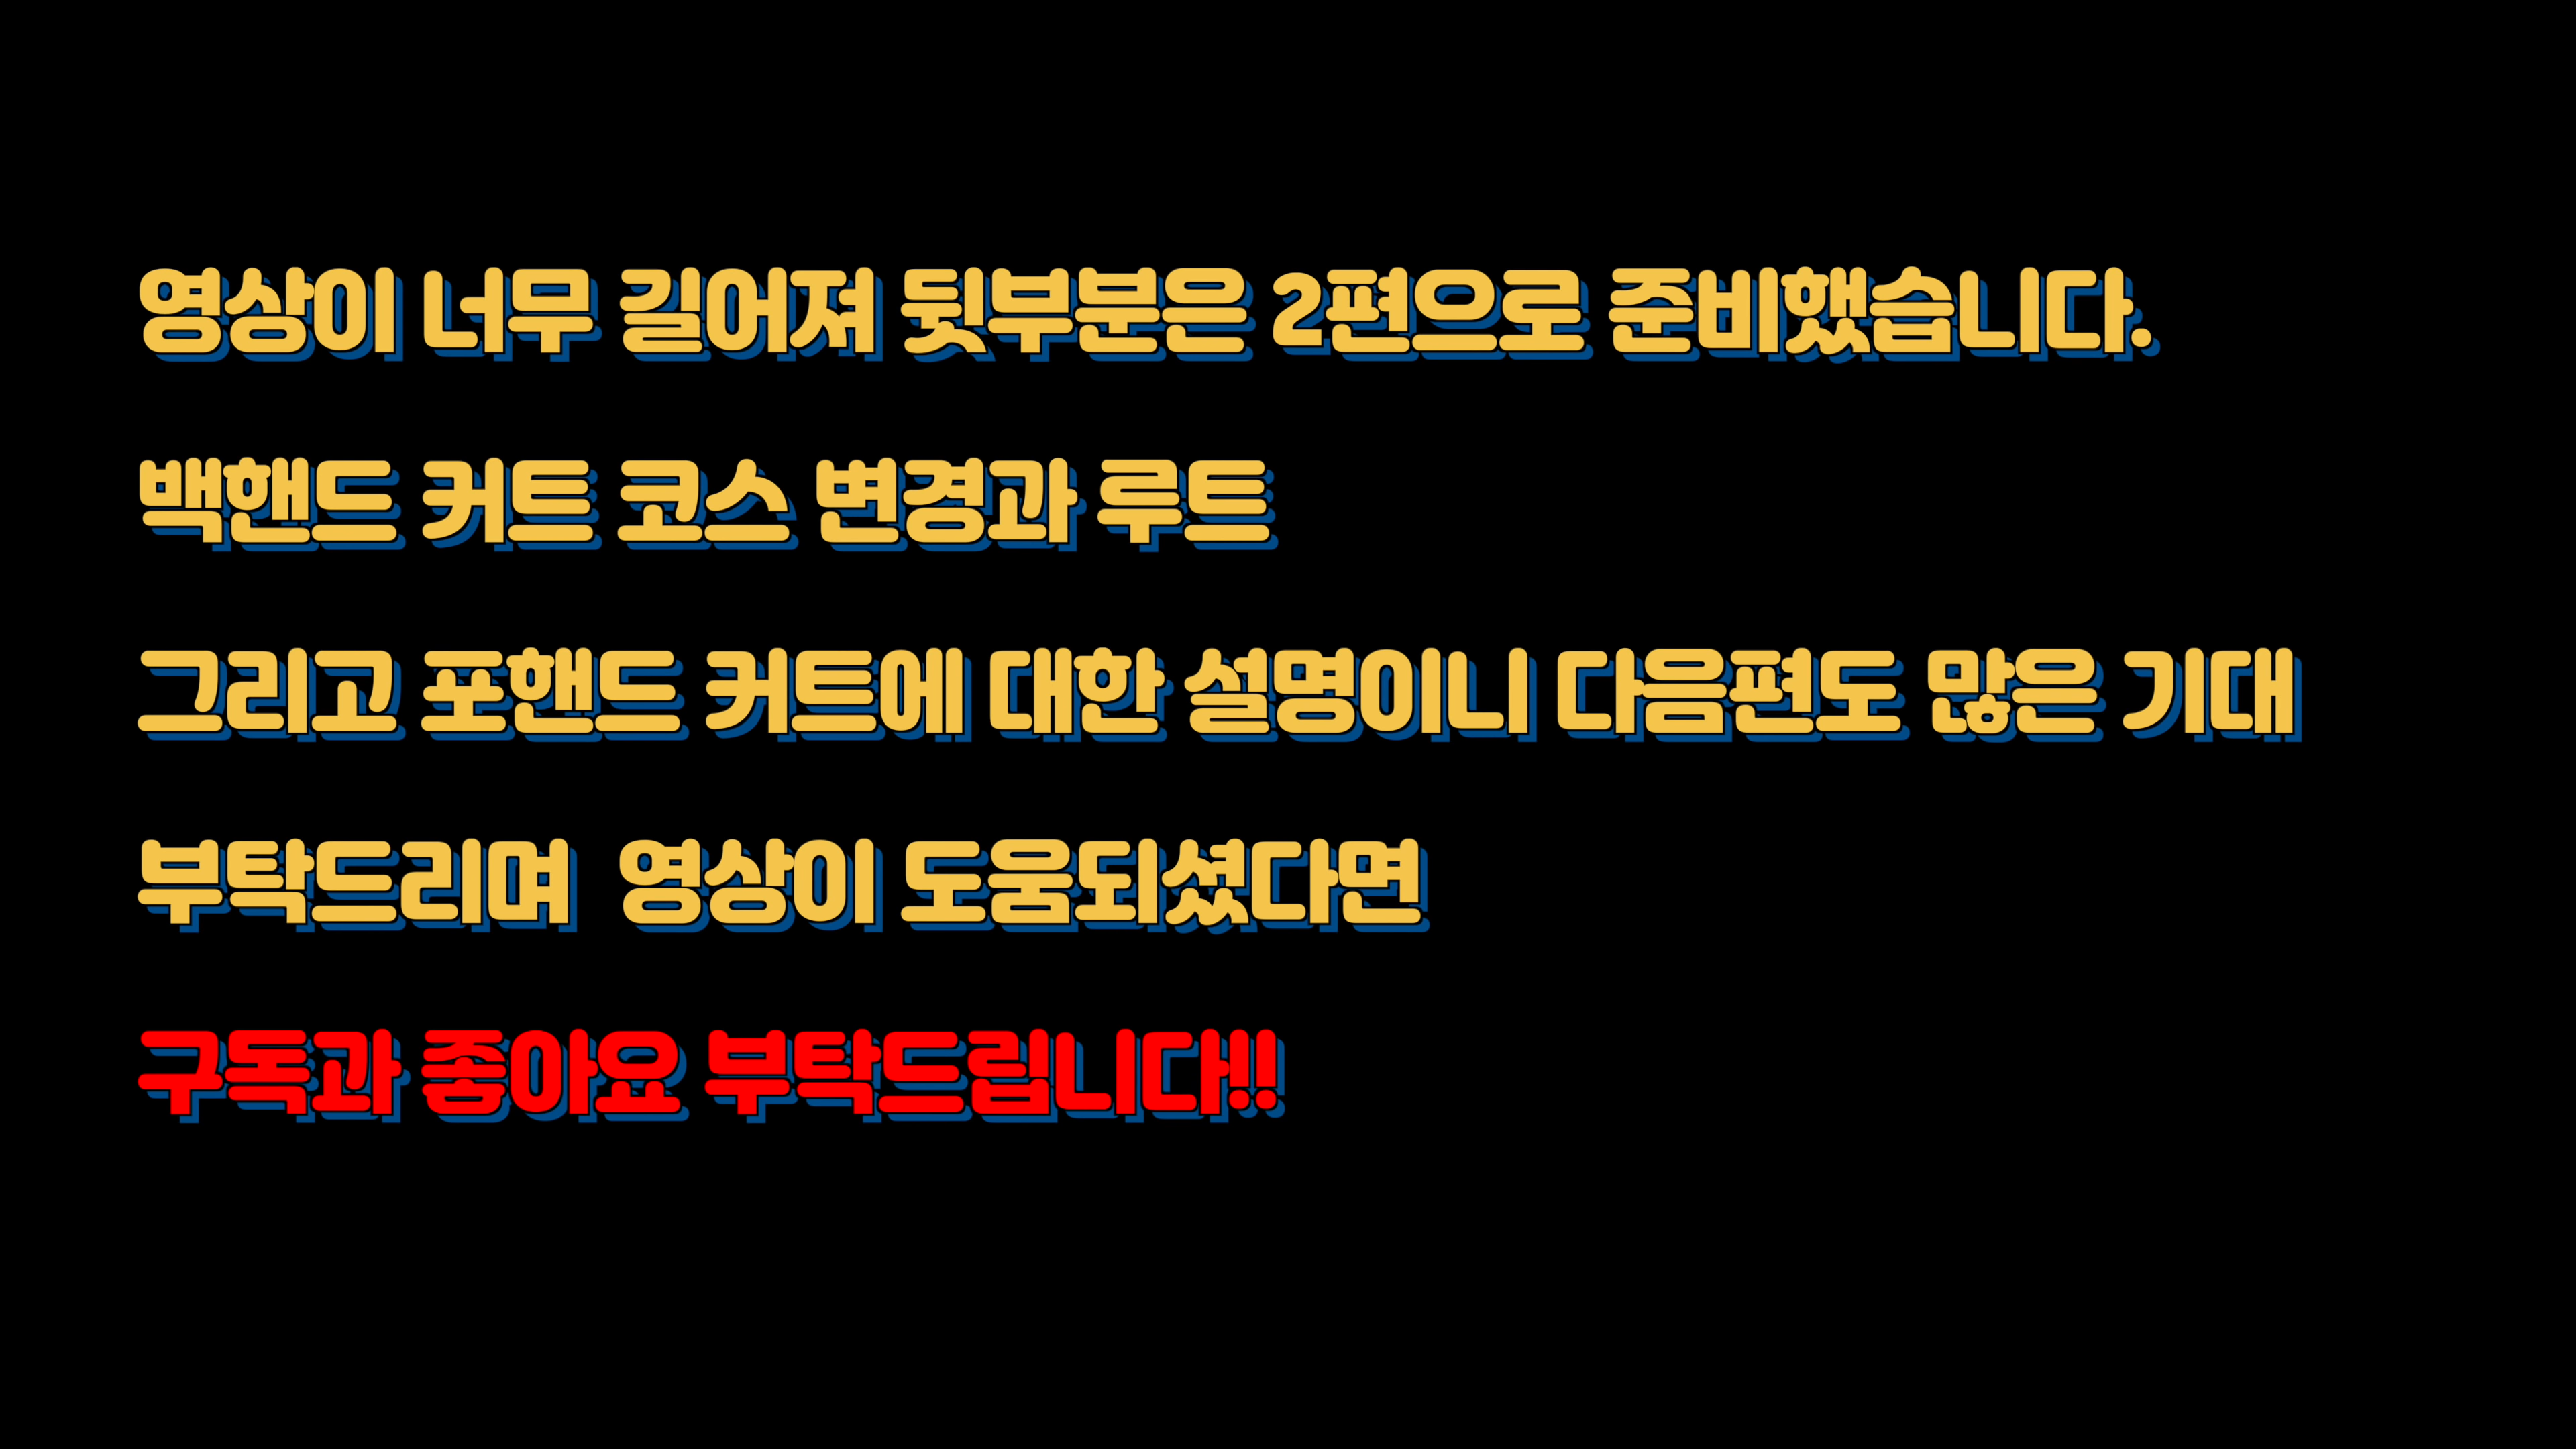 영상이 너무 길어져 뒷부분은 2편으로 준비했습니다.
백핸드 커트 코스 변경과 루트
그리고 포핸드 커트에 대한 설명이니 다음편도 많은 기대
부탁드리며  영상이 도움되셨다면
구독과 좋아요 부탁드립니다!!